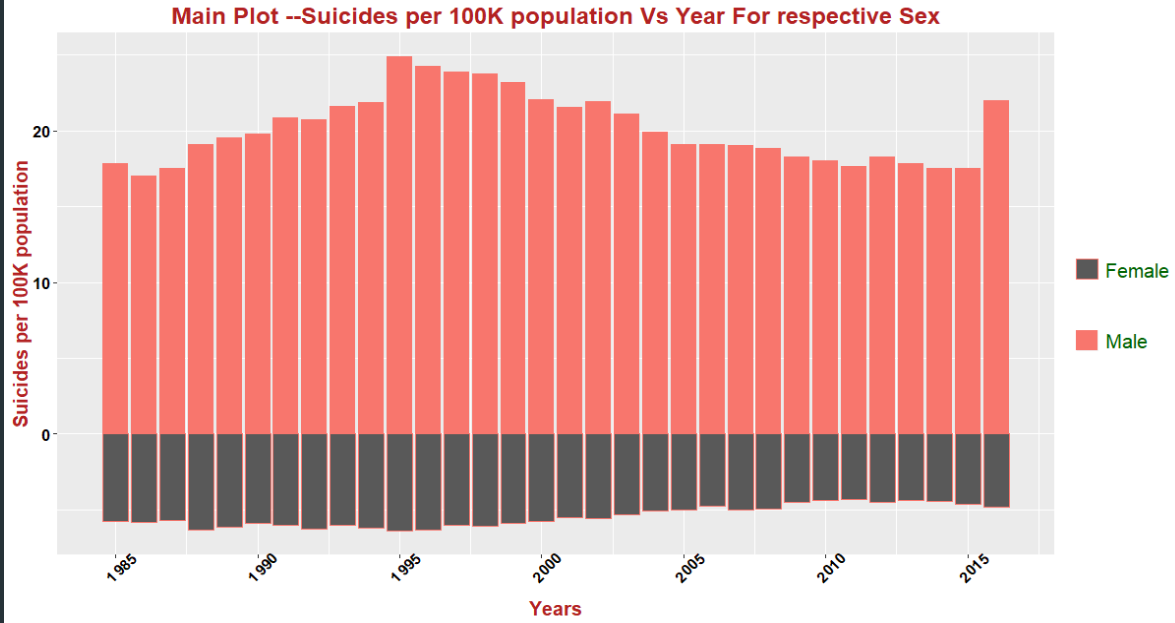 Main Plot --Suicides per 100K population Vs Year For respective Sex
Suicides per 100K population
20
10
0
1985
1990
1995
2000
2005
2010
2015
Years
Female
Male